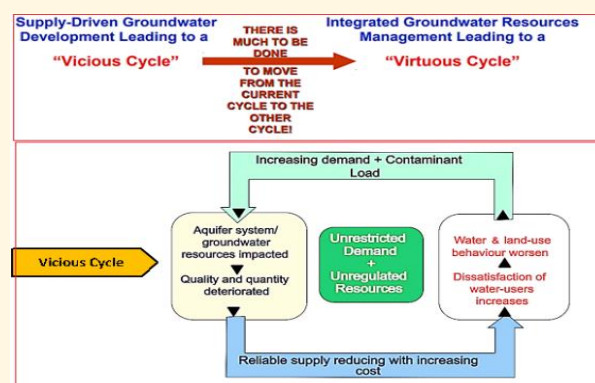 Supply-Driven Groundwater
Development Leading to a
“Vicious Cycle”
THERE IS
MUCH TO BE
DONE
TO MOVE
FROM THE
CURRENT
CYCLE TO THE
OTHER
CYCLE!
Integrated Groundwater Resources
Management Leading to a
“Virtuous Cycle”
Increasing demand + Contaminant
Load
Vicious Cycle
Aquifer system/
groundwater
resources impacted
Quality and quantity
deteriorated
Unrestricted
Demand
+
Unregulated
Resources
Water & land-use
behaviour worsen
Dissatisfaction of
water-users
increases
Reliable supply reducing with increasing
cost